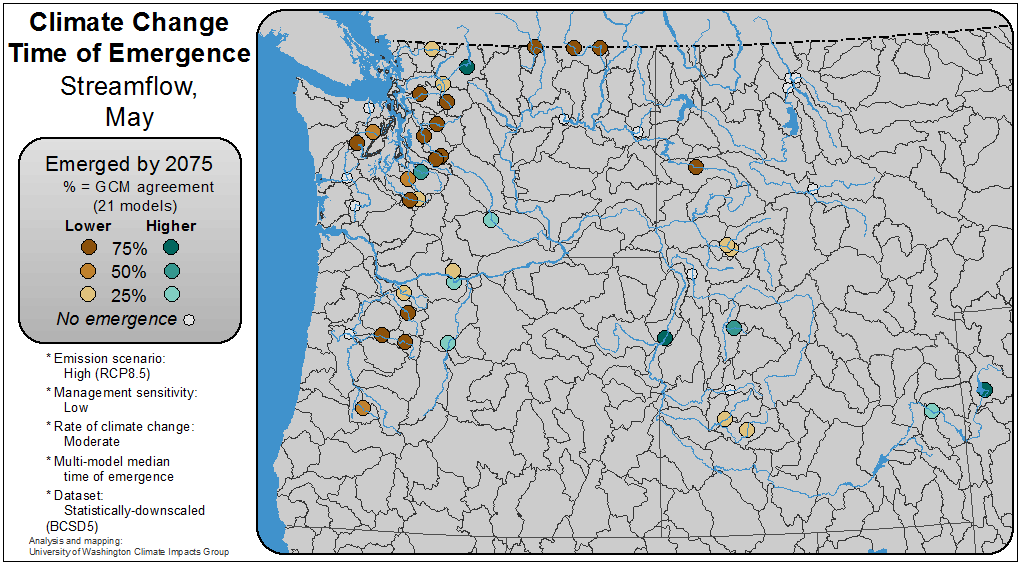 Climate Change
Time of Emergence
Streamflow,
May
Emerged by 2075
% = GCM agreement
(21 models)
Lower Higher
75%
50%
25%
No emergence
* Emission scenario:
High (RCP8.5)
* Management sensitivity:
Low
* Rate of climate change:
Moderate
* Multi-model median
time of emergence
* Dataset:
Statistically-downscaled
(BCSD5)
Analysis and mapping:
University of Washington Climate Impacts Group